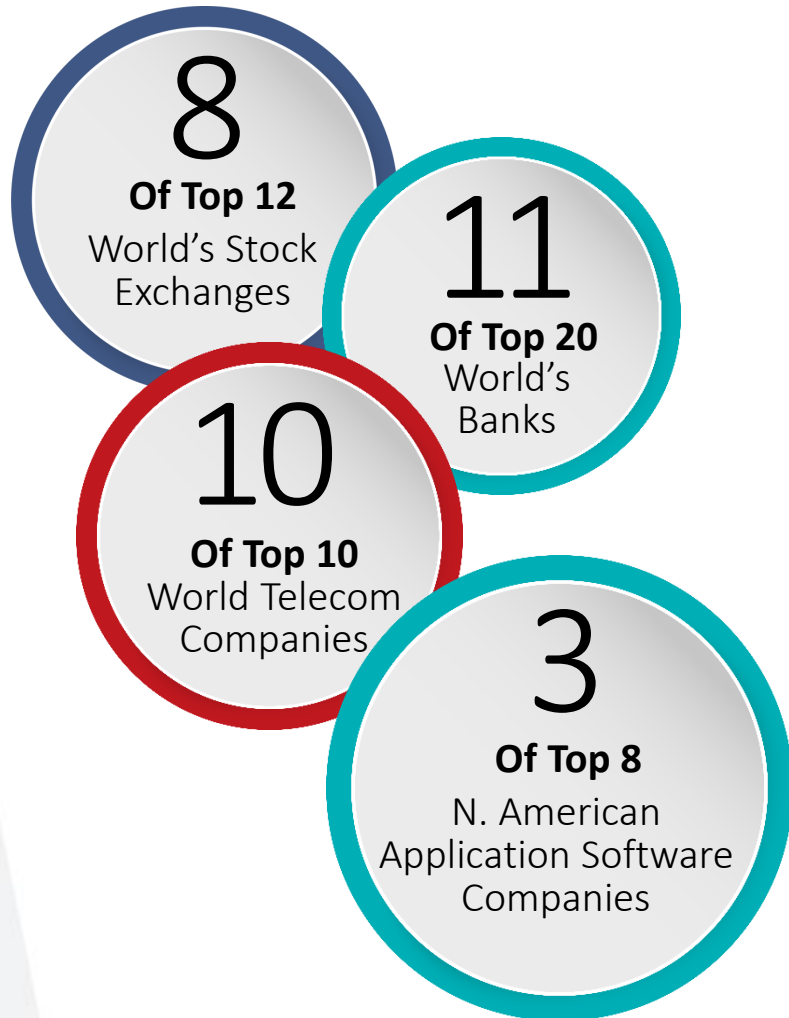 8
Of Top 12
World’s Stock
Exchanges
11
Of Top 20
World’s
Banks
10
Of Top 10
World Telecom
Companies
3
Of Top 8
N. American
Application Software
Companies